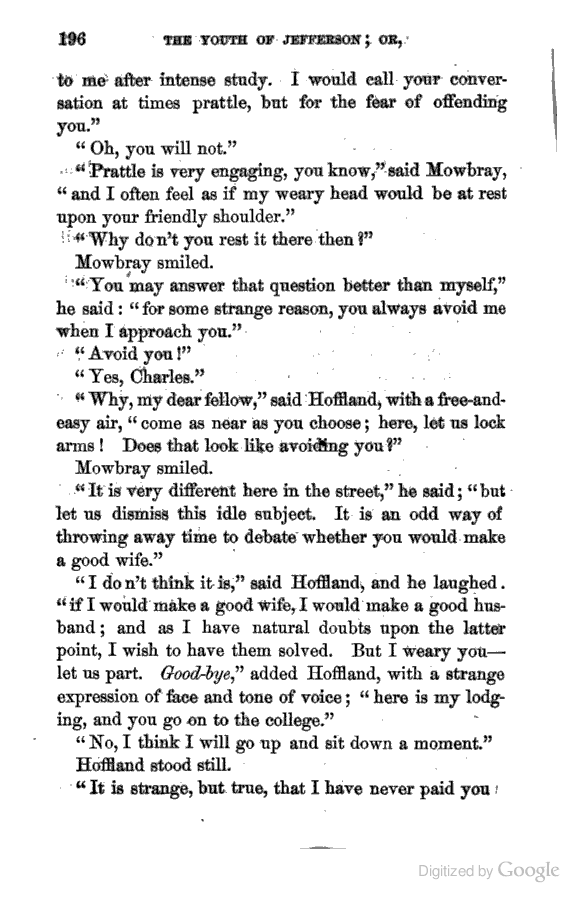 196 THE YOUTH OF JEFFERSON; OR,
to me after intense study. I would call your conver-
sation at times prattle, but for the fear of offending
you."
"Oh, you will not."
"Prattle is very engaging, you know," said Mowbray,
"and I often feel as if my weary head would be at rest
upon your friendly shoulder."
"Why don't you rest it there then?"
Mowbray smiled.
"You may answer that question better than myself,"
he said: "for some strange reason, you always avoid me
when I approach you."
"Avoid you!"
"Yes, Charles."
"Why, my dear fellow," said Hoffland, with a free-and-
easy air, "come as near as you choose; here, let us lock
arms! Does that look like avoiding you?"
Mowbray smiled.
"It is very different here in the street," he said; "but
let us dismiss this idle subject. It is an odd way of
throwing away time to debate whether you would make
a good wife."
"I don't think it is," said Hoffland, and he laughed.
"if I would make a good wife, I would make a good hus-
band; and as I have natural doubts upon the latter
point, I wish to have them solved. But I weary you—
let us part. Good-bye," added Hoffland, with a strange
expression of face and tone of voice; "here is my lodg-
ing, and you go on to the college."
"No, I think I will go up and sit down a moment."
Hoffland stood still.
"It is strange, but true, that I have never paid you
Digitized by Google